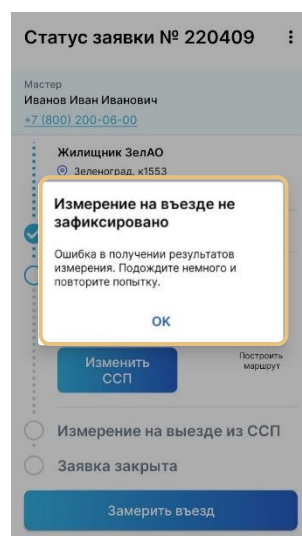 Статус заявки № 220409
Мастер
Иванов Иван Иванович
+7 (800) 200-06-00
Жилищник ЗелАО
Зеленоград, к1553
Измерение на въезде не
зафиксировано
Ошибка в получении результатов
измерения. Подождите немного и
повторите попытку.
ОК
Изменить
ССП
Построить
маршрут
Измерение на выезде из ССП
Заявка закрыта
Замерить въезд